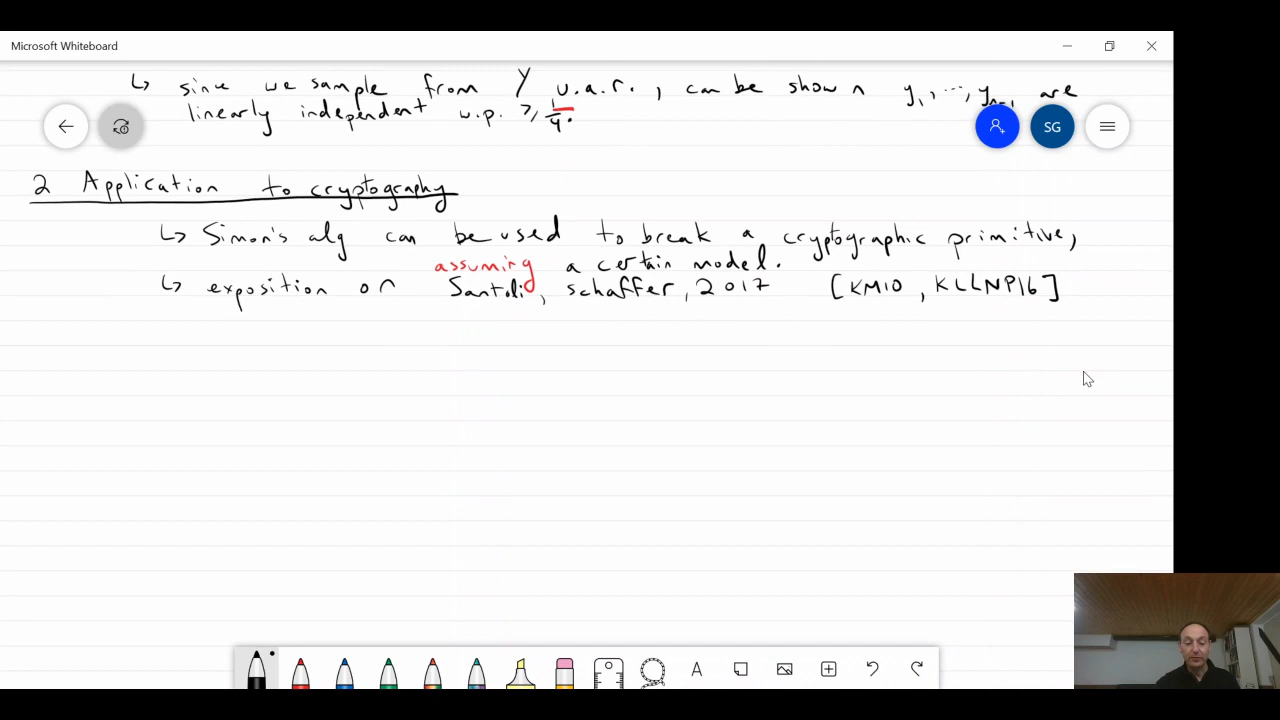 Microsoft Whiteboard
↳ since we sample from Y u.a.r., can be shown y₁, ..., yₙ₋₁ are
linearly independent w.p. ≥ 1/4.
SG
2 Application to cryptography
↳ Simon's alg can be used to break a cryptographic primitive,
assuming a certain model.
↳ exposition on Santoli, schaffer, 2017 [KM10, KLLNP16]
A